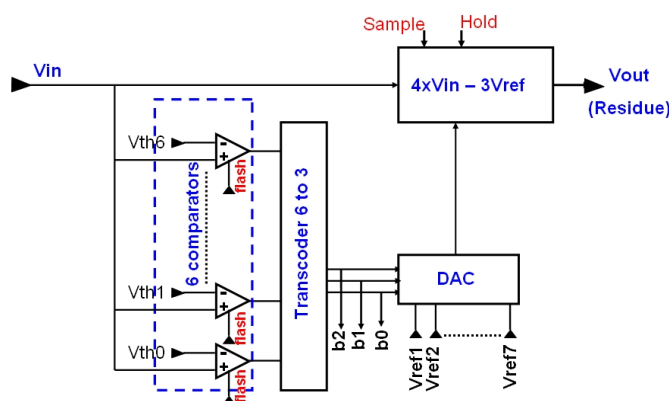 Sample
Hold
Vin
4xVin – 3Vref
Vout
(Residue)
Vth6
-
+
flash
6 comparators
Transcoder 6 to 3
Vth1
-
+
flash
Vth0
-
+
flash
DAC
b2
b1
b0
Vref1
Vref2
Vref7